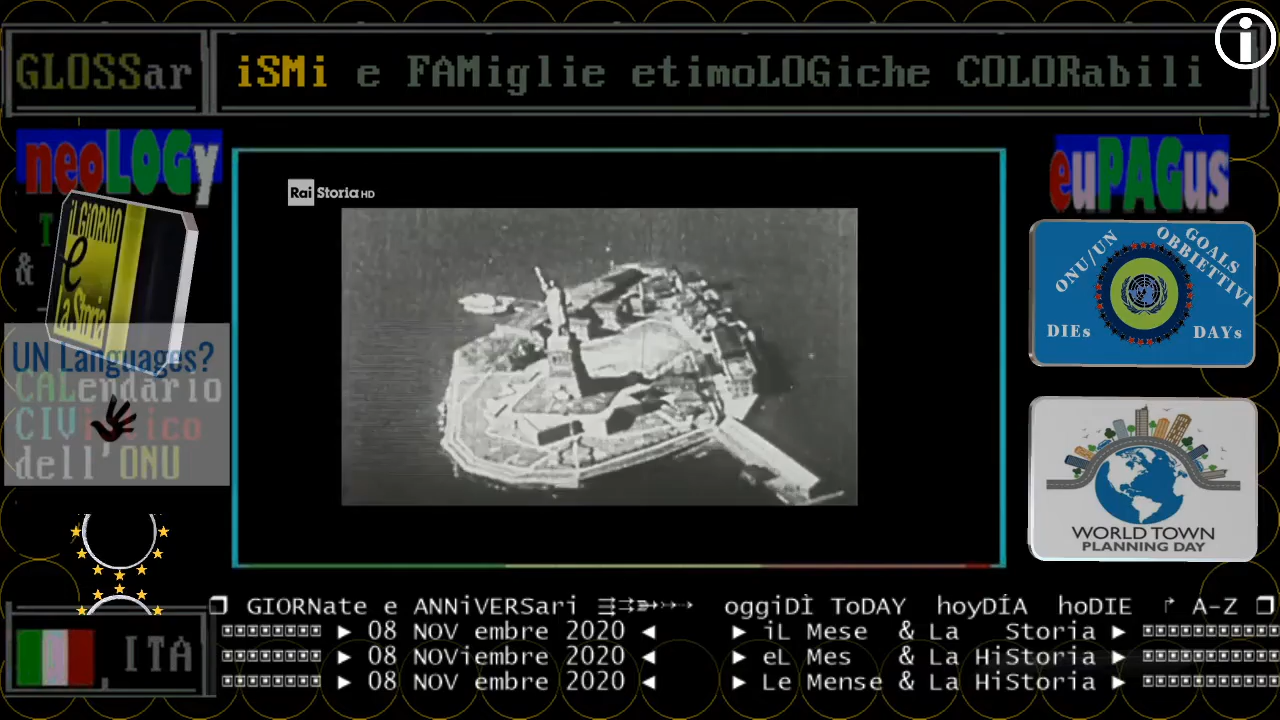 GLOSSar
iSMi e FAMiglie etimoLOGiche COLORabili
neoLOGy
T
&
iL GiORNO
e
La Storia
UN Languages?
CALendario
CIVi
ico
dell'ONU
ITA
Rai Storia HD
euPAGus
ONU/UN
GOALS
OBBIETTIVI
DIEs
DAYs
WORLD TOWN
PLANNING DAY
GIORNate e ANNiVERSari oggiDÌ ToDAY hoyDÍA hoDIE A-Z
08 NOV embre 2020 iL Mese & La Storia
08 NOViembre 2020 eL Mes & La HiStoria
08 NOV embre 2020 Le Mense & La HiStoria